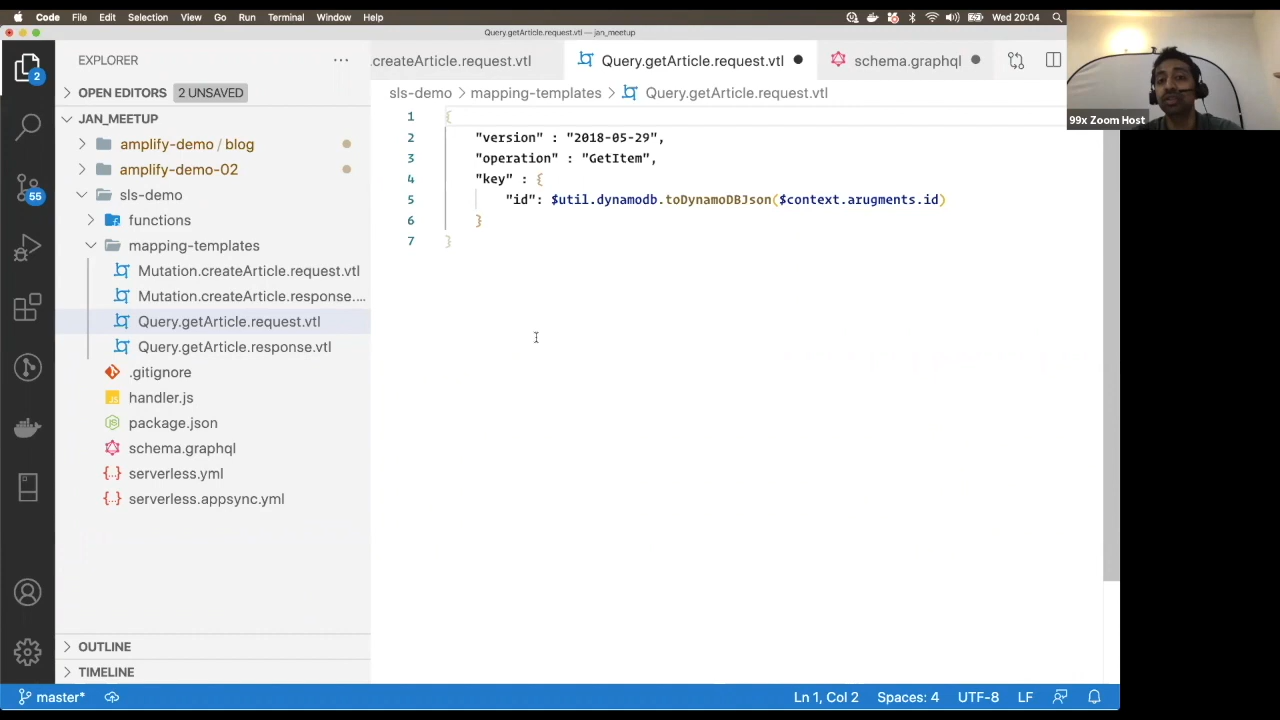 Code File Edit Selection View Go Run Terminal Window Help Wed 20:04
Query.getArticle.request.vtl — jan_meetup
EXPLORER
.createArticle.request.vtl
Query.getArticle.request.vtl
schema.graphql
2
OPEN EDITORS 2 UNSAVED
sls-demo > mapping-templates > Query.getArticle.request.vtl
99x Zoom Host
JAN_MEETUP
amplify-demo / blog
amplify-demo-02
55
sls-demo
functions
mapping-templates
Mutation.createArticle.request.vtl
Mutation.createArticle.response....
Query.getArticle.request.vtl
Query.getArticle.response.vtl
.gitignore
JS handler.js
package.json
schema.graphql
{..} serverless.yml
{..} serverless.appsync.yml
1 {
2 "version" : "2018-05-29",
3 "operation" : "GetItem",
4 "key" : {
5 "id": $util.dynamodb.toDynamoDBJson($context.arugments.id)
6 }
7 }
OUTLINE
TIMELINE
master* Ln 1, Col 2 Spaces: 4 UTF-8 LF